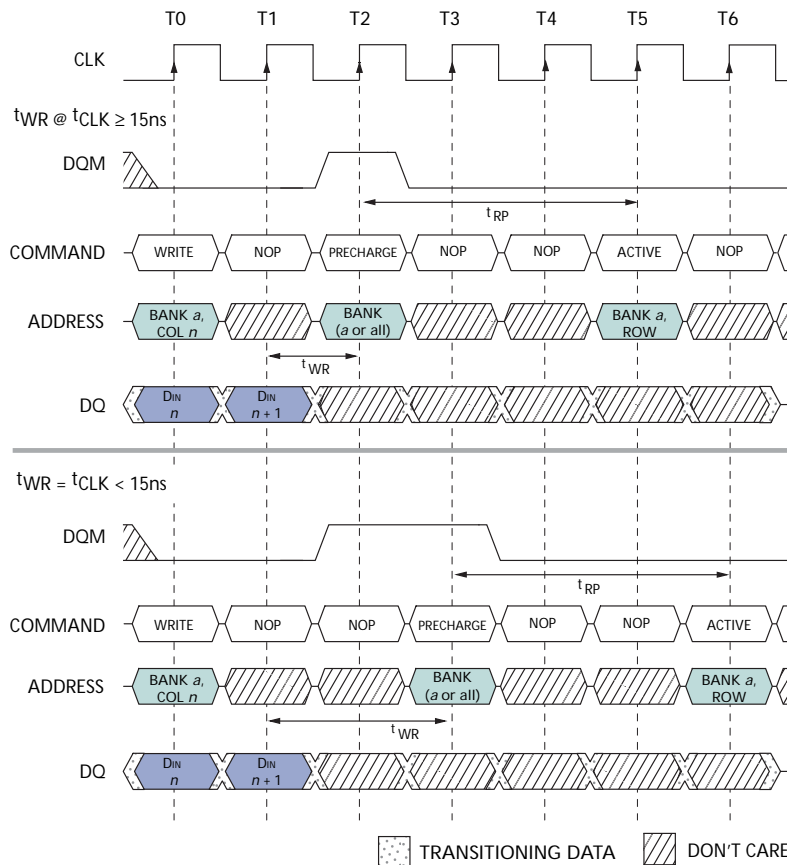 T0 T1 T2 T3 T4 T5 T6
CLK
tWR @ tCLK ≥ 15ns
DQM
tRP
COMMAND WRITE NOP PRECHARGE NOP NOP ACTIVE NOP
ADDRESS BANK a, COL n BANK (a or all) BANK a, ROW
tWR
DQ DIN n DIN n + 1
tWR = tCLK < 15ns
DQM
tRP
COMMAND WRITE NOP NOP PRECHARGE NOP NOP ACTIVE
ADDRESS BANK a, COL n BANK (a or all) BANK a, ROW
tWR
DQ DIN n DIN n + 1
TRANSITIONING DATA DON'T CARE